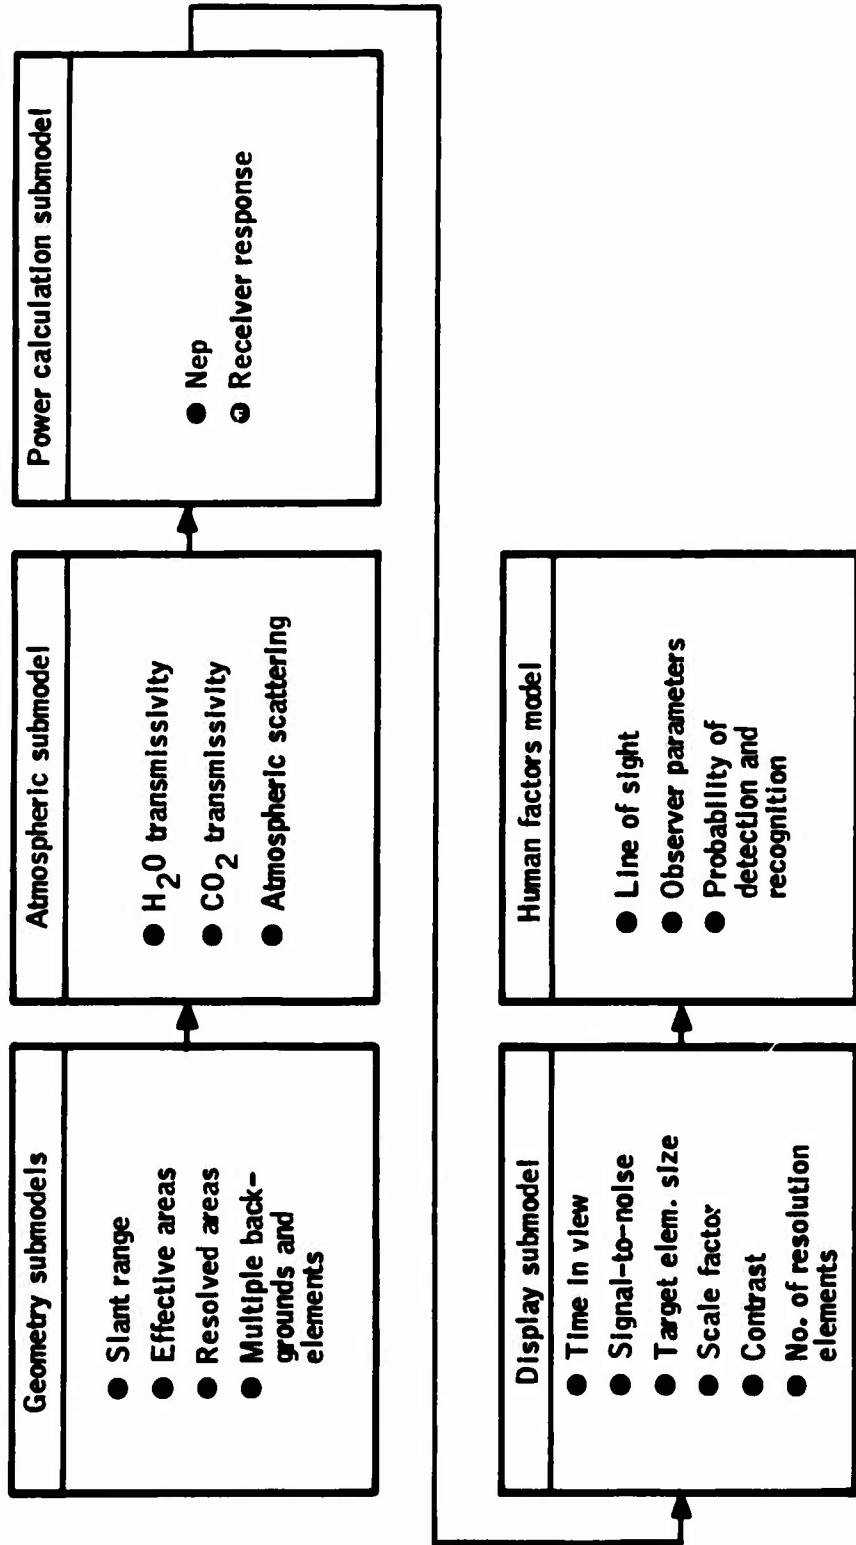 Geometry submodels
● Slant range
● Effective areas
● Resolved areas
● Multiple back-
grounds and
elements
Atmospheric submodel
● H₂O transmissivity
● CO₂ transmissivity
● Atmospheric scattering
Power calculation submodel
● Nep
● Receiver response
Display submodel
● Time in view
● Signal-to-noise
● Target elem. size
● Scale factor
● Contrast
● No. of resolution
elements
Human factors model
● Line of sight
● Observer parameters
● Probability of
detection and
recognition